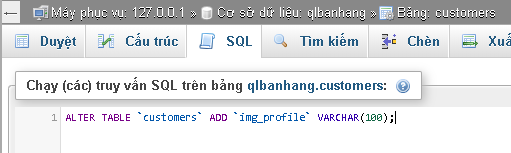 Máy phục vụ: 127.0.0.1 » Cơ sở dữ liệu: qlbanhang » Bảng: customers
Duyệt Cấu trúc SQL Tìm kiếm Chèn Xuấ
Chạy (các) truy vấn SQL trên bảng qlbanhang.customers:
1 ALTER TABLE `customers` ADD `img_profile` VARCHAR(100);